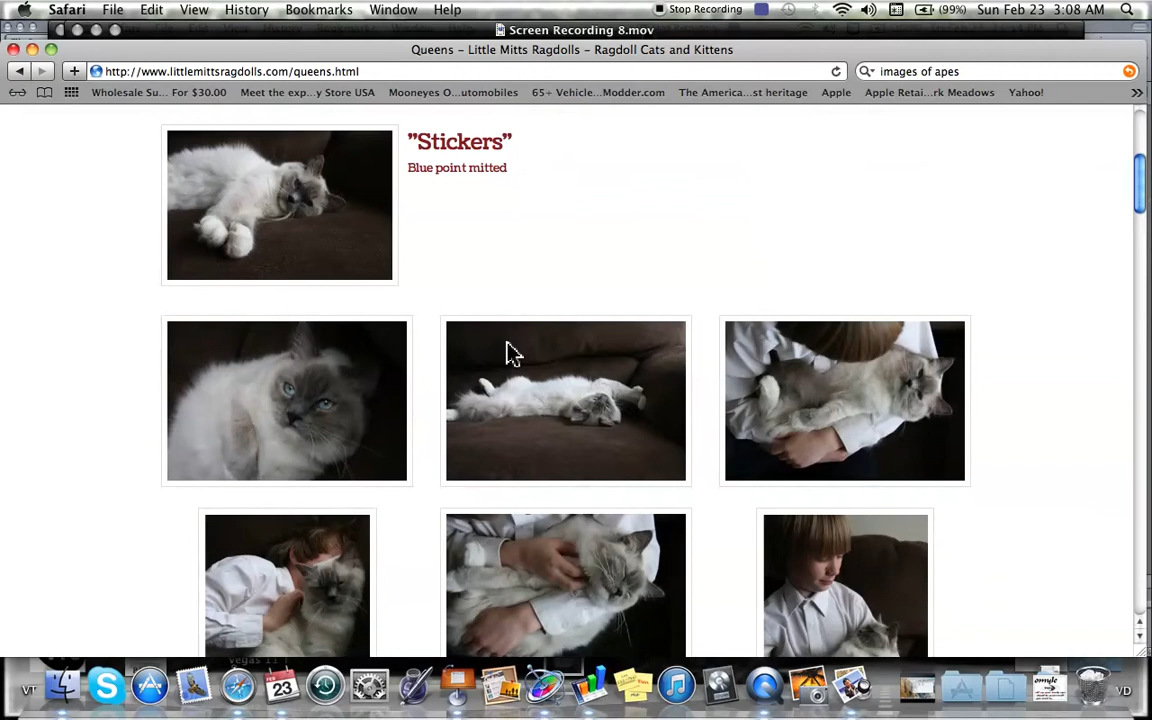 Safari File Edit View History Bookmarks Window Help Stop Recording (99%) Sun Feb 23 3:08 AM
Screen Recording 8.mov
Queens – Little Mitts Ragdolls – Ragdoll Cats and Kittens
http://www.littlemittsragdolls.com/queens.html images of apes
Wholesale Su... For $30.00 Meet the exp...y Store USA Mooneyes O...utomobiles 65+ Vehicle...Modder.com The America...st heritage Apple Apple Retai...rk Meadows Yahoo!
"Stickers"
Blue point mitted
VT 23 VD